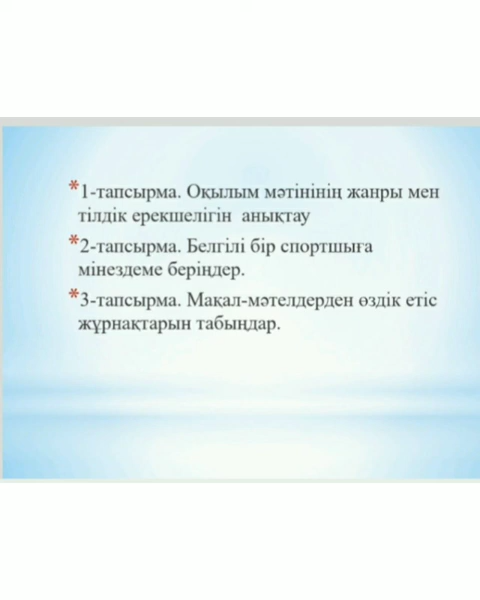 *1-тапсырма. Оқылым мәтінінің жанры мен
тілдік ерекшелігін анықтау
*2-тапсырма. Белгілі бір спортшыға
мінездеме беріңдер.
*3-тапсырма. Мақал-мәтелдерден өздік етіс
жұрнақтарын табыңдар.